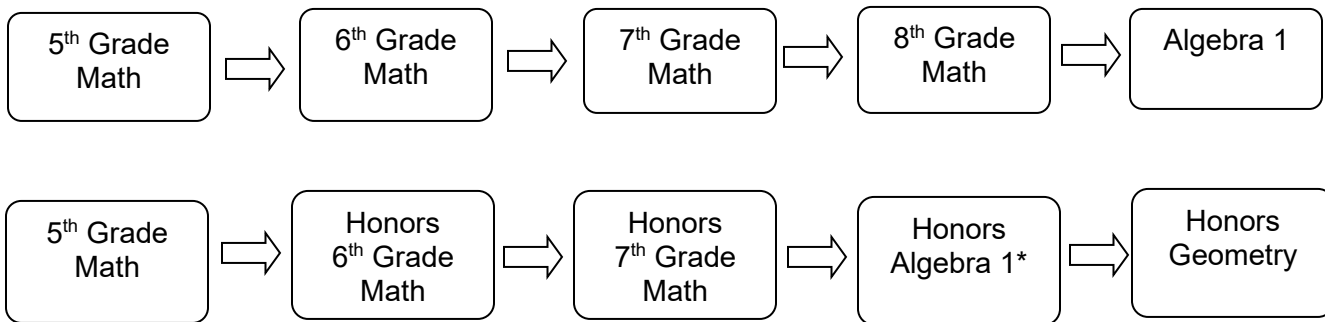 5th Grade
Math
6th Grade
Math
7th Grade
Math
8th Grade
Math
Algebra 1
5th Grade
Math
Honors
6th Grade
Math
Honors
7th Grade
Math
Honors
Algebra 1*
Honors
Geometry